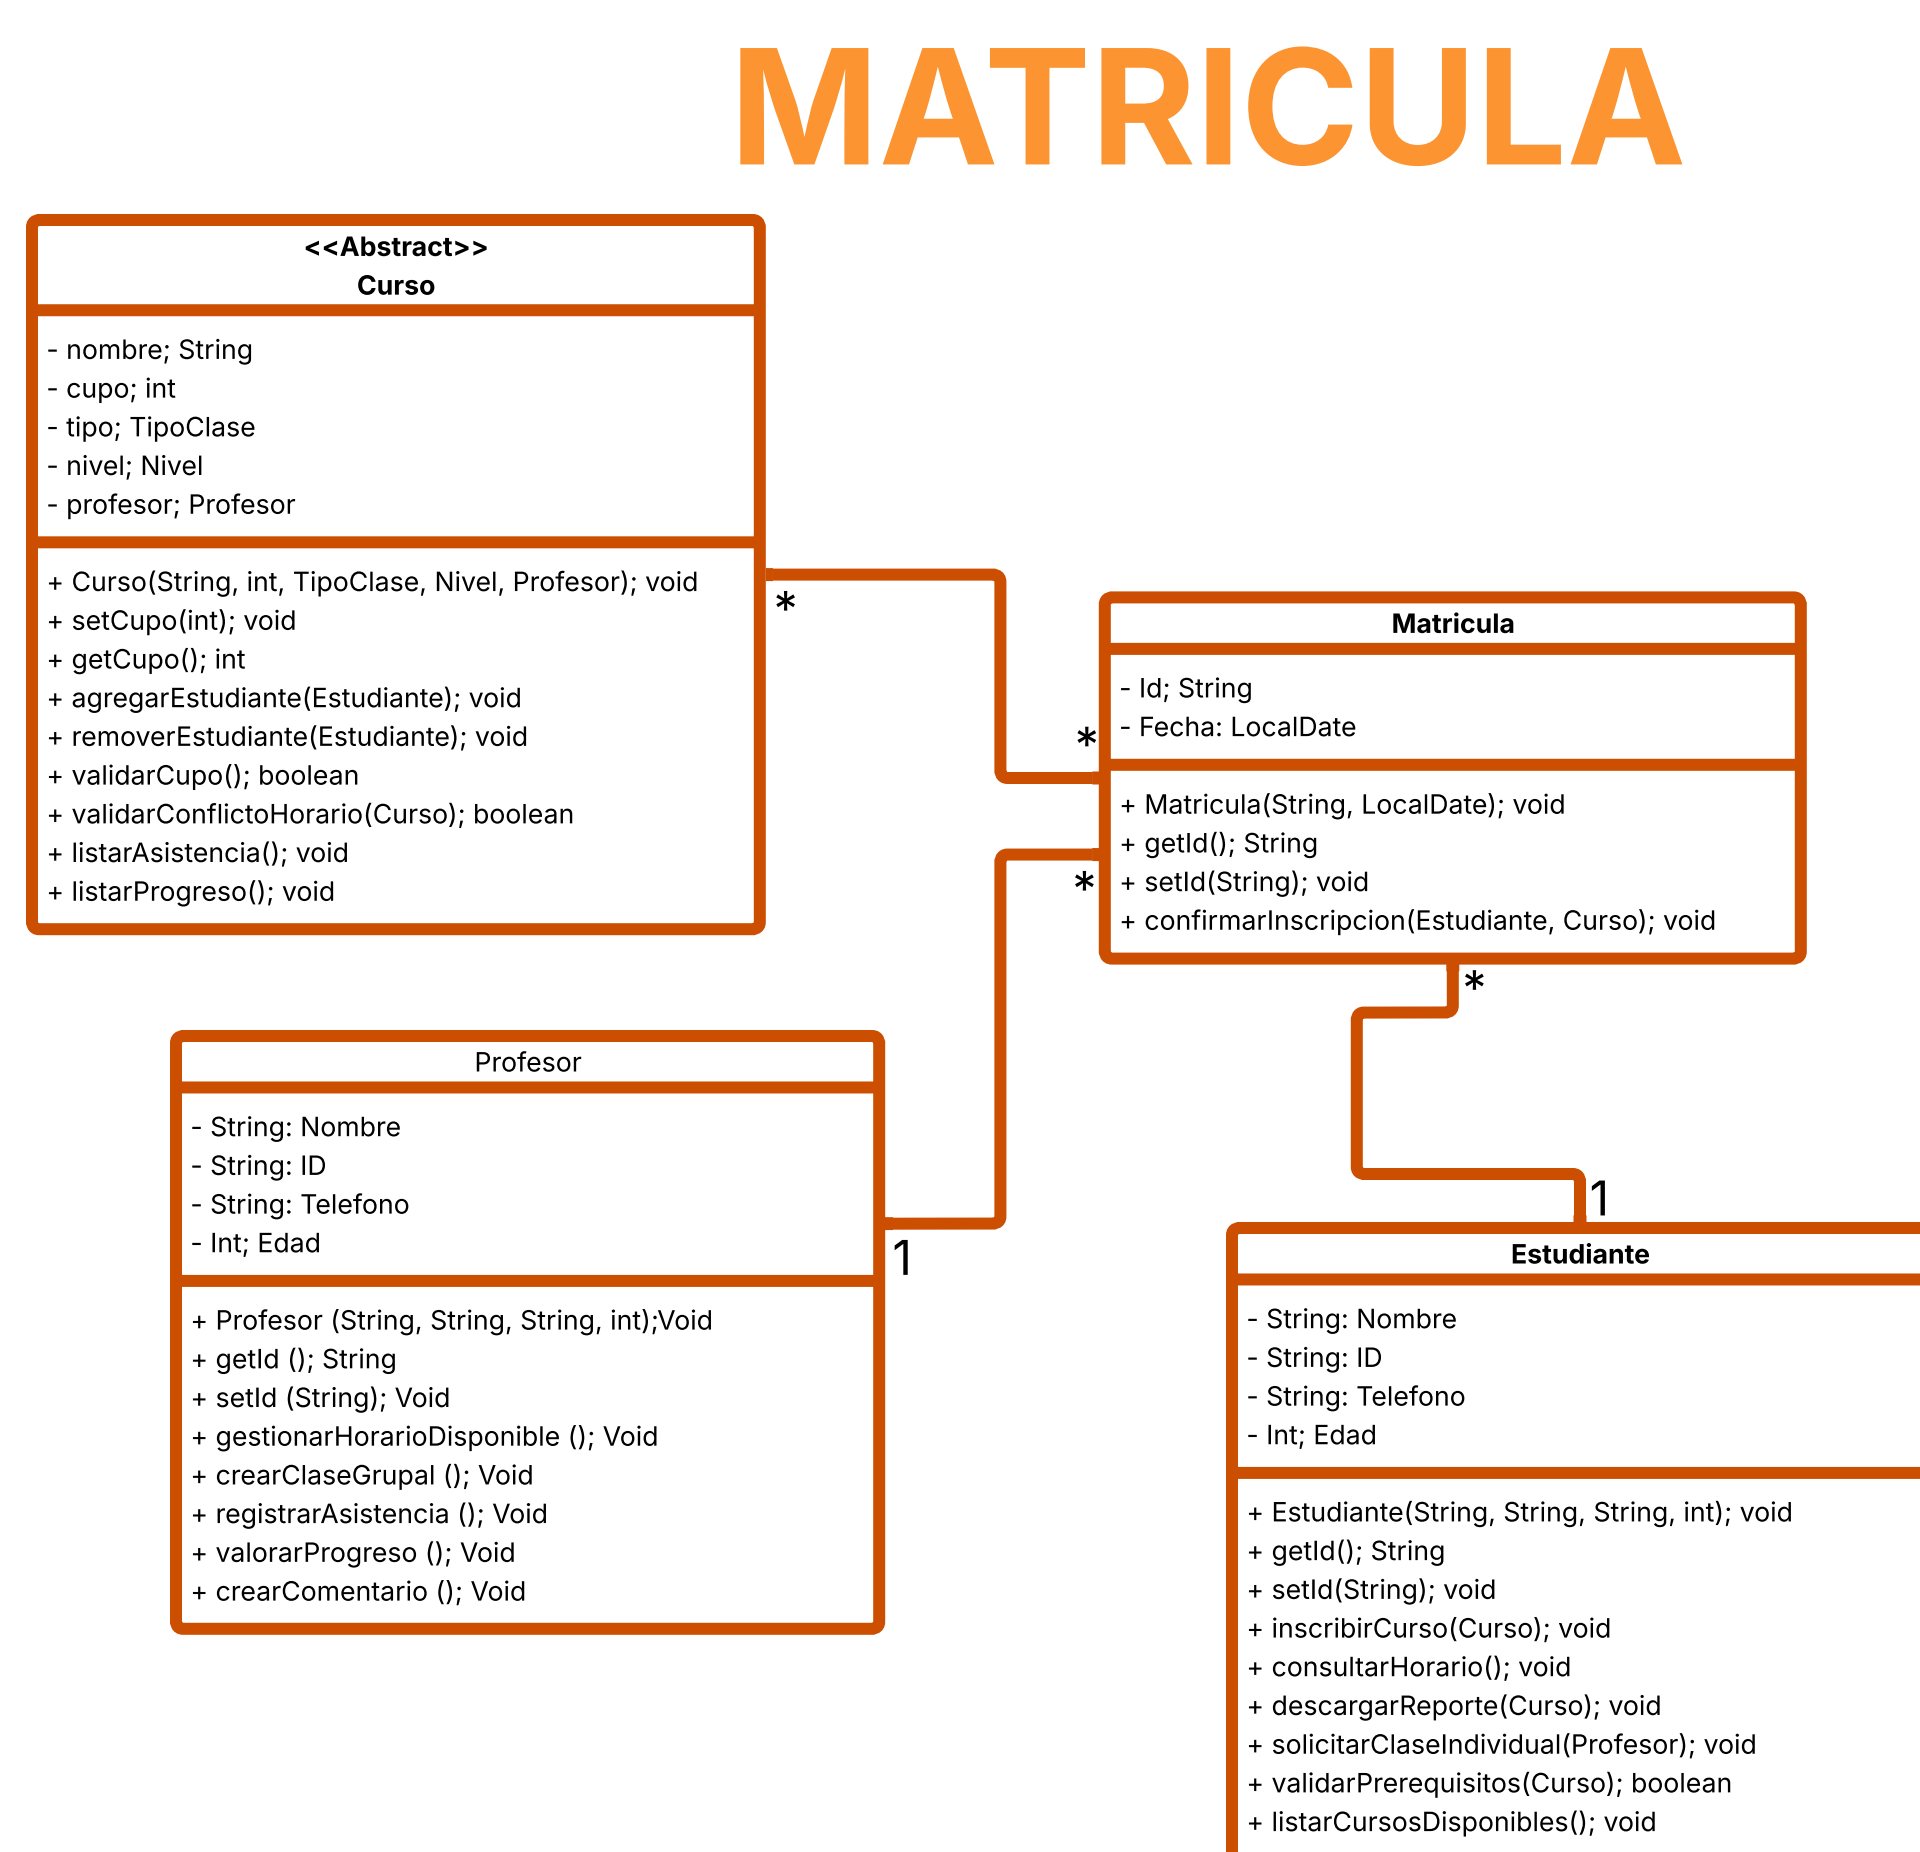 MATRICULA
<<Abstract>>
Curso
- nombre; String
- cupo; int
- tipo; TipoClase
- nivel; Nivel
- profesor; Profesor
+ Curso(String, int, TipoClase, Nivel, Profesor); void
+ setCupo(int); void
+ getCupo(); int
+ agregarEstudiante(Estudiante); void
+ removerEstudiante(Estudiante); void
+ validarCupo(); boolean
+ validarConflictoHorario(Curso); boolean
+ listarAsistencia(); void
+ listarProgreso(); void
*
*
Matricula
- Id; String
- Fecha: LocalDate
+ Matricula(String, LocalDate); void
+ getId(); String
+ setId(String); void
+ confirmarInscripcion(Estudiante, Curso); void
*
*
Profesor
- String: Nombre
- String: ID
- String: Telefono
- Int; Edad
+ Profesor (String, String, String, int);Void
+ getId (); String
+ setId (String); Void
+ gestionarHorarioDisponible (); Void
+ crearClaseGrupal (); Void
+ registrarAsistencia (); Void
+ valorarProgreso (); Void
+ crearComentario (); Void
1
1
Estudiante
- String: Nombre
- String: ID
- String: Telefono
- Int; Edad
+ Estudiante(String, String, String, int); void
+ getId(); String
+ setId(String); void
+ inscribirCurso(Curso); void
+ consultarHorario(); void
+ descargarReporte(Curso); void
+ solicitarClaseIndividual(Profesor); void
+ validarPrerequisitos(Curso); boolean
+ listarCursosDisponibles(); void